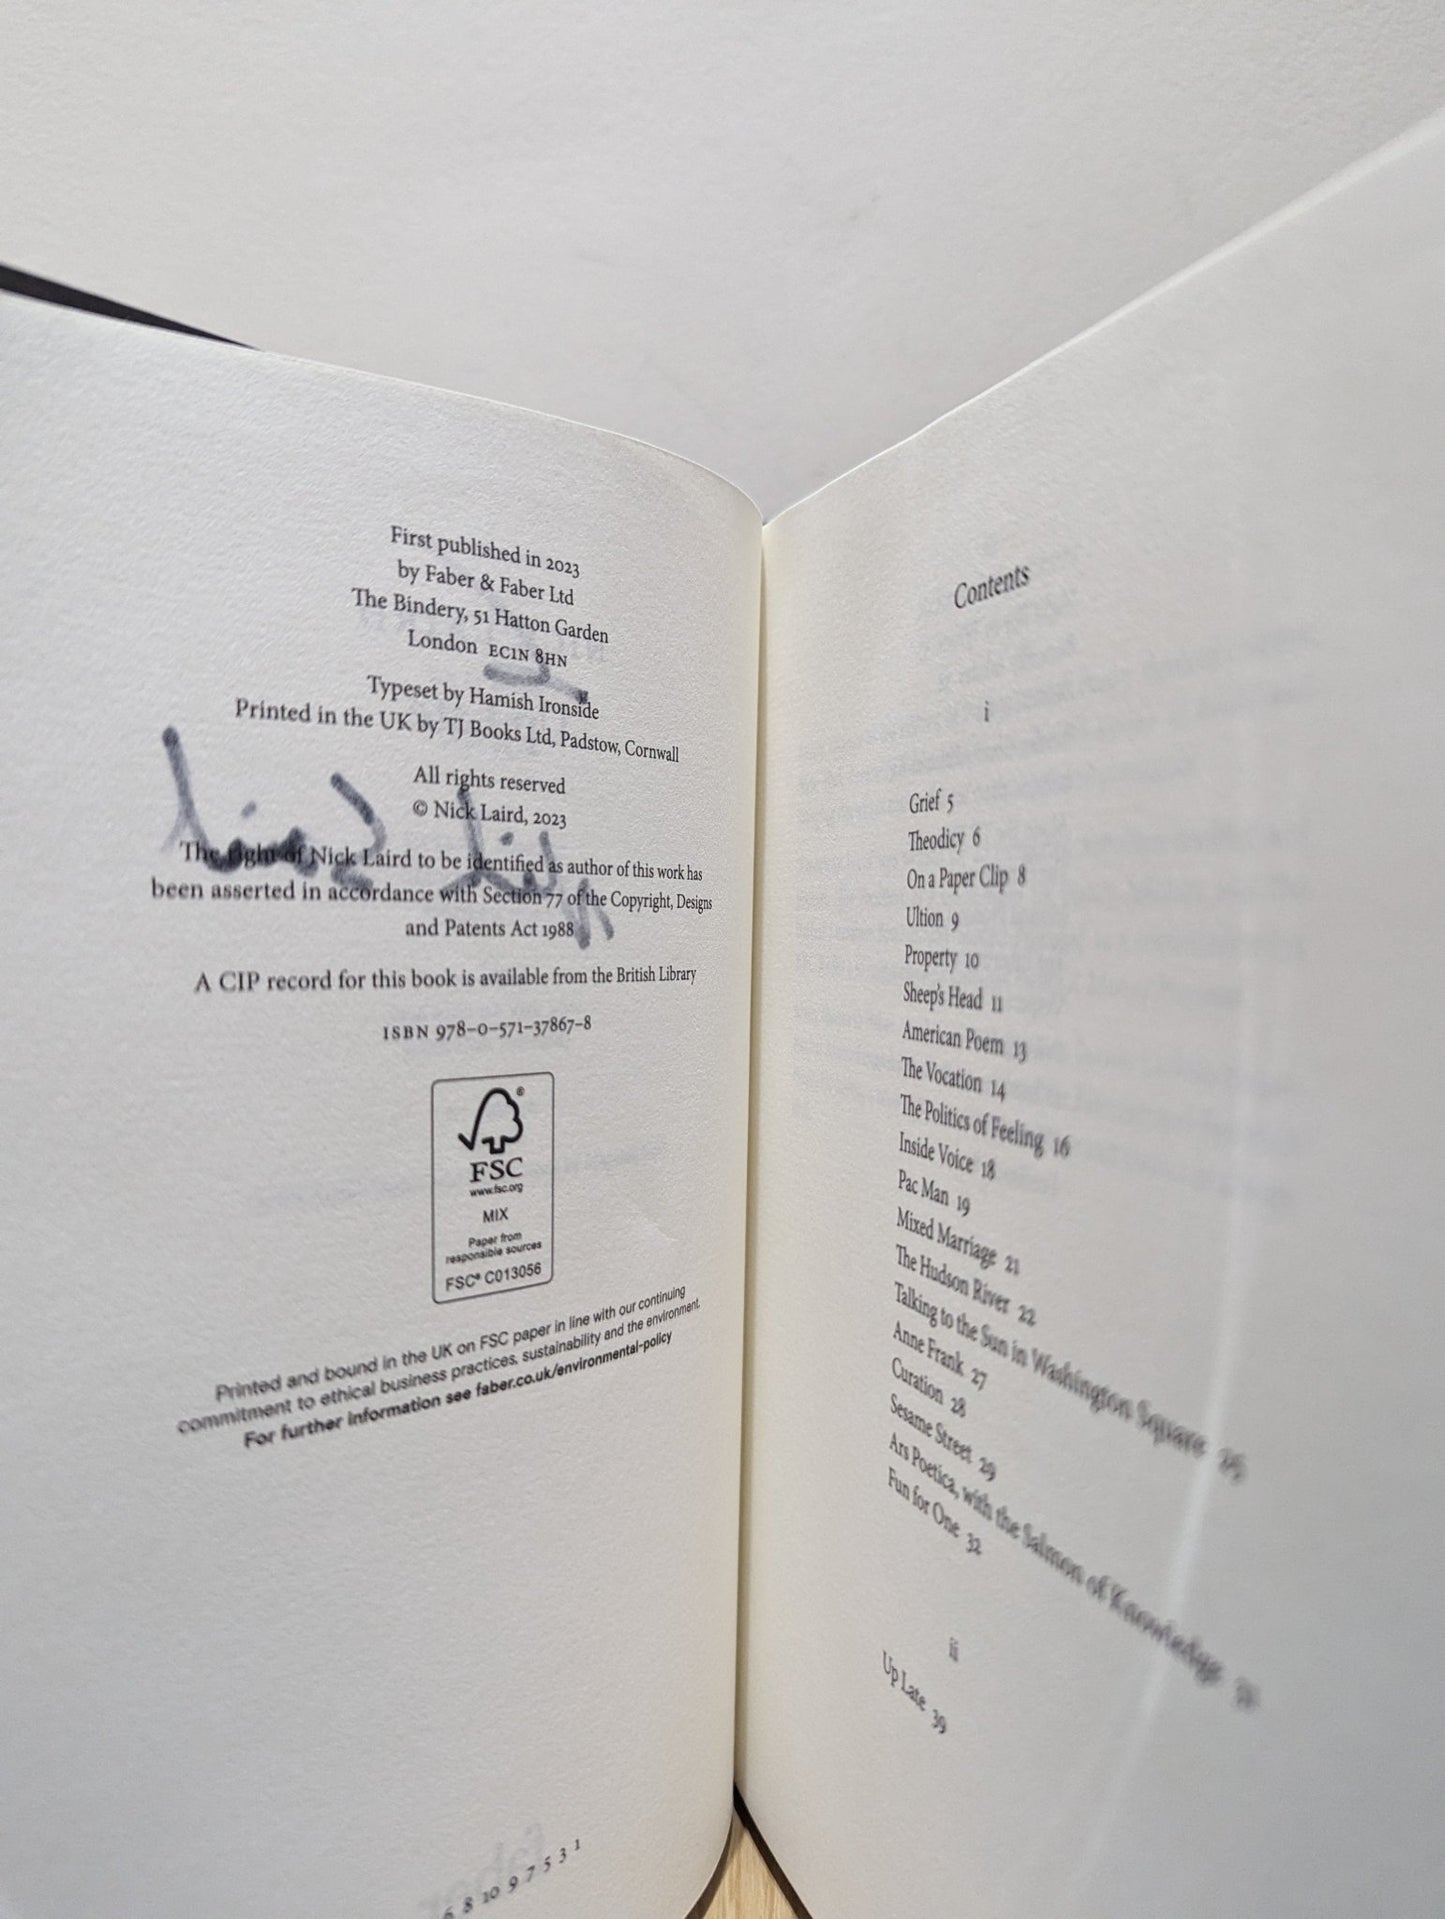 First published in 2023
by Faber & Faber Ltd
The Bindery, 51 Hatton Garden
London EC1N 8HN
Typeset by Hamish Ironside
Printed in the UK by TJ Books Ltd, Padstow, Cornwall
All rights reserved
© Nick Laird, 2023
The right of Nick Laird to be identified as author of this work has
been asserted in accordance with Section 77 of the Copyright, Designs
and Patents Act 1988
A CIP record for this book is available from the British Library
ISBN 978–0–571–37867–8
FSC®
www.fsc.org
MIX
Paper from
responsible sources
FSC® C013056
Printed and bound in the UK on FSC paper in line with our continuing
commitment to ethical business practices, sustainability and the environment.
For further information see faber.co.uk/environmental-policy
6 8 10 9 7 5 3 1
Contents
i
Grief 5
Theodicy 6
On a Paper Clip 8
Ultion 9
Property 10
Sheep's Head 11
American Poem 13
The Vocation 14
The Politics of Feeling 16
Inside Voice 18
Pac Man 19
Mixed Marriage 21
The Hudson River 22
Talking to the Sun in Washington Square 25
Anne Frank 27
Curation 28
Sesame Street 29
Ars Poetica, with the Salmon of Knowledge
Fun for One 32
ii
Up Late 39